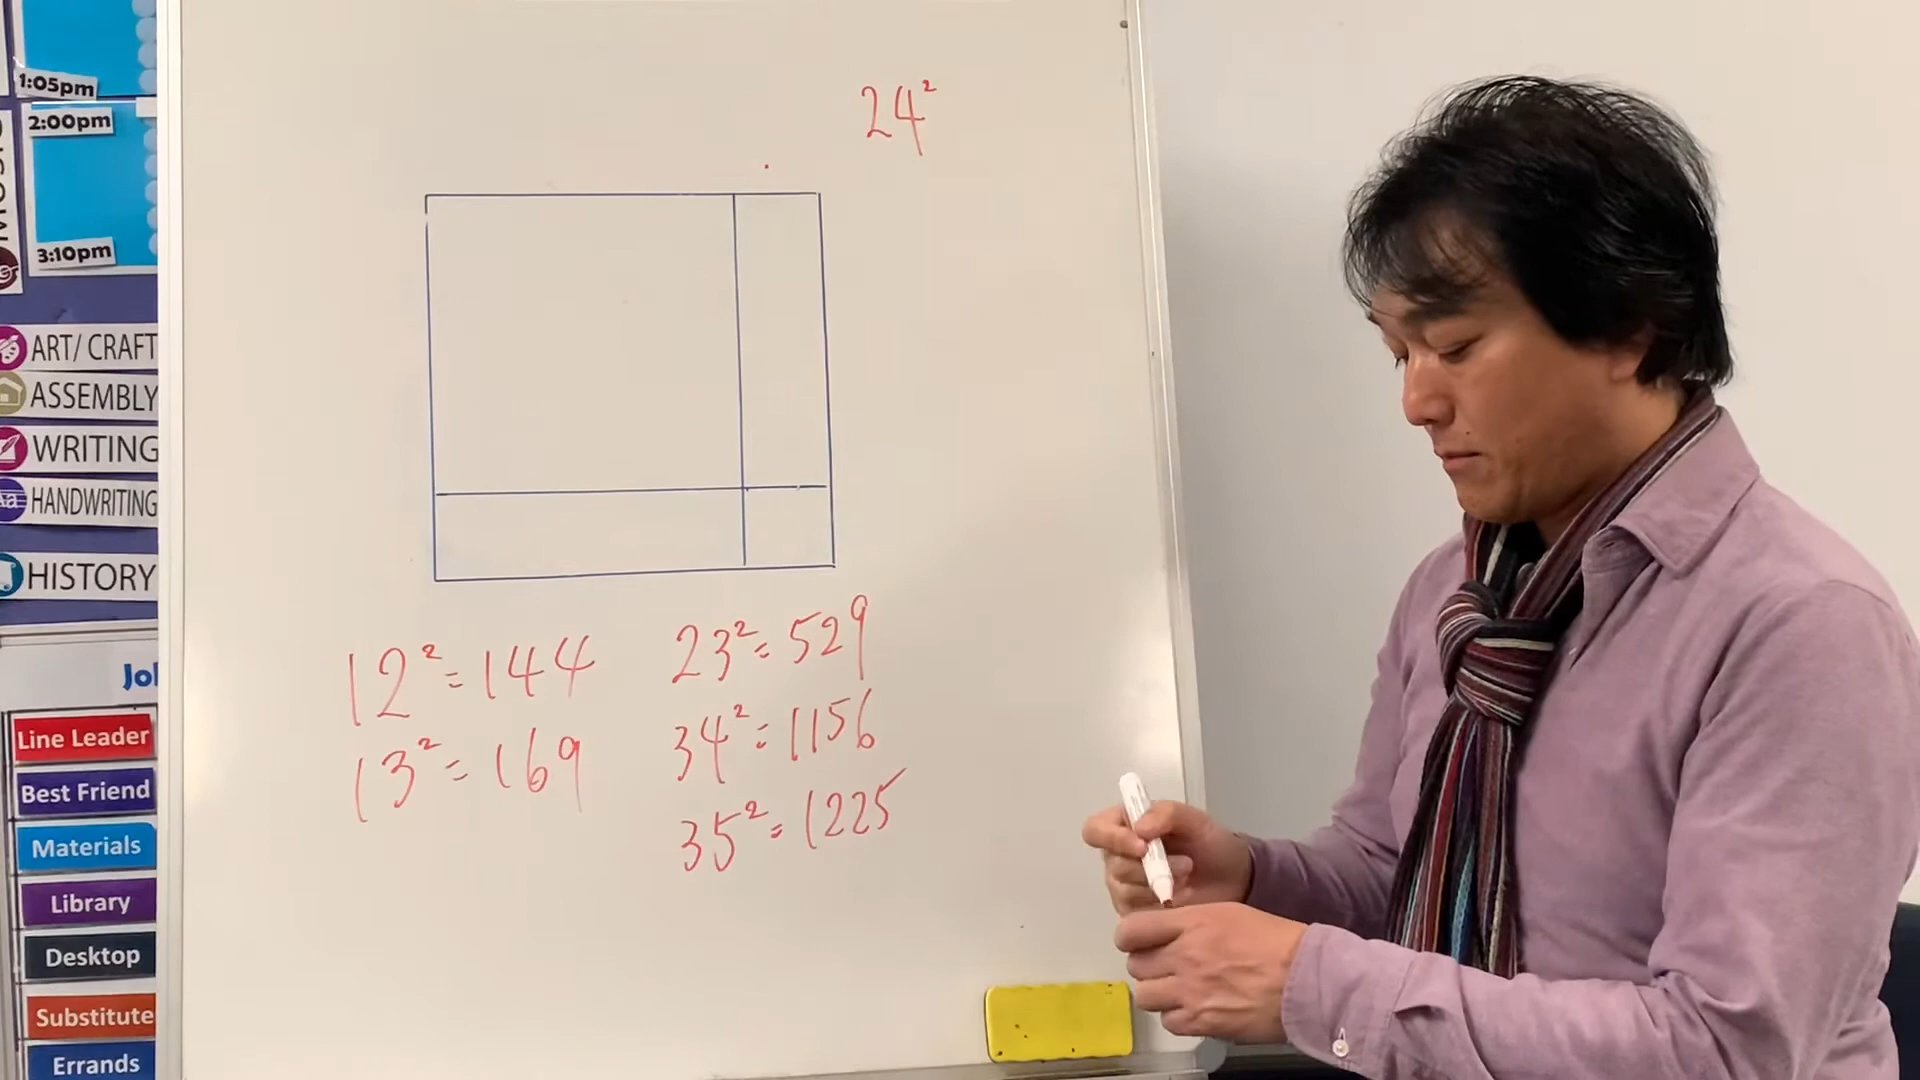 1:05pm
2:00pm
3:10pm
ART/ CRAFT
ASSEMBLY
WRITING
HANDWRITING
HISTORY
Line Leader
Best Friend
Materials
Library
Desktop
Substitute
Errands
24²
12² = 144
13² = 169
23² = 529
34² = 1156
35² = 1225